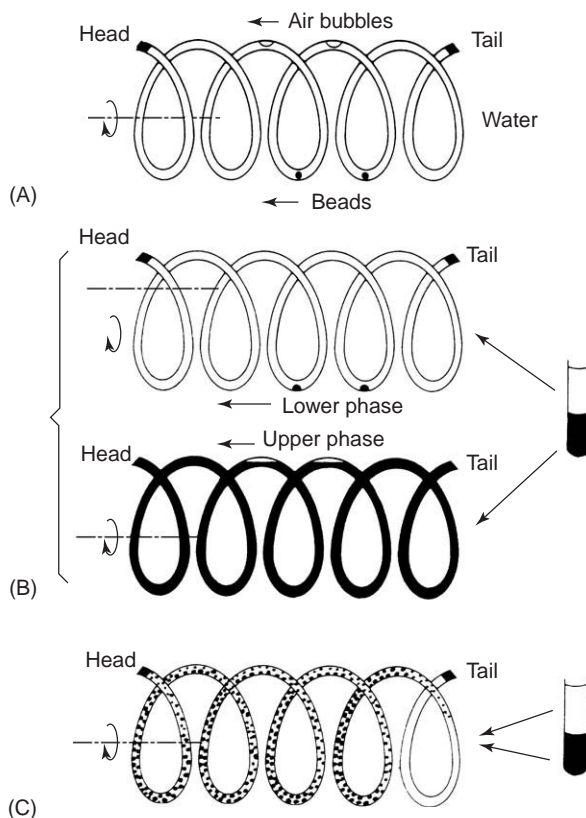 Head
Air bubbles
Tail
Water
(A)
Beads
Head
Tail
Lower phase
Upper phase
Head
Tail
(B)
Head
Tail
(C)